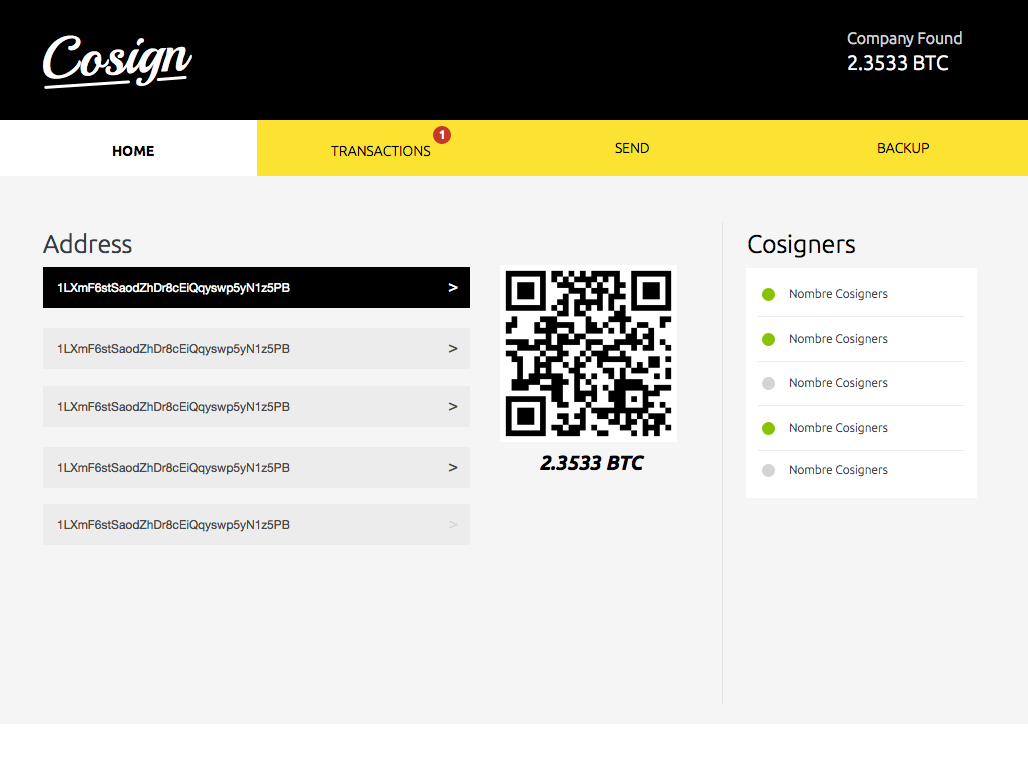 Cosign
Company Found
2.3533 BTC
HOME
TRANSACTIONS
1
SEND
BACKUP
Address
1LXmF6stSaodZhDr8cEiQqyswp5yN1z5PB >
1LXmF6stSaodZhDr8cEiQqyswp5yN1z5PB >
1LXmF6stSaodZhDr8cEiQqyswp5yN1z5PB >
1LXmF6stSaodZhDr8cEiQqyswp5yN1z5PB >
1LXmF6stSaodZhDr8cEiQqyswp5yN1z5PB >
2.3533 BTC
Cosigners
Nombre Cosigners
Nombre Cosigners
Nombre Cosigners
Nombre Cosigners
Nombre Cosigners